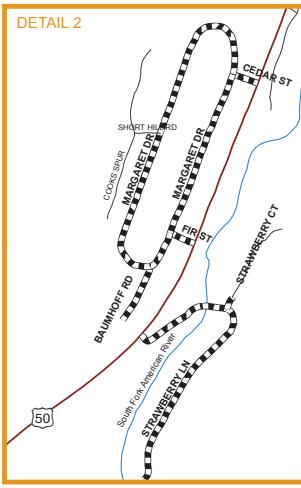 DETAIL 2
CEDAR ST
SHORT HILL RD
MARGARET DR
MARGARET DR
COOKS SPUR
FIR ST
STRAWBERRY CT
BAUMHOFF RD
South Fork American River
STRAWBERRY LN
50